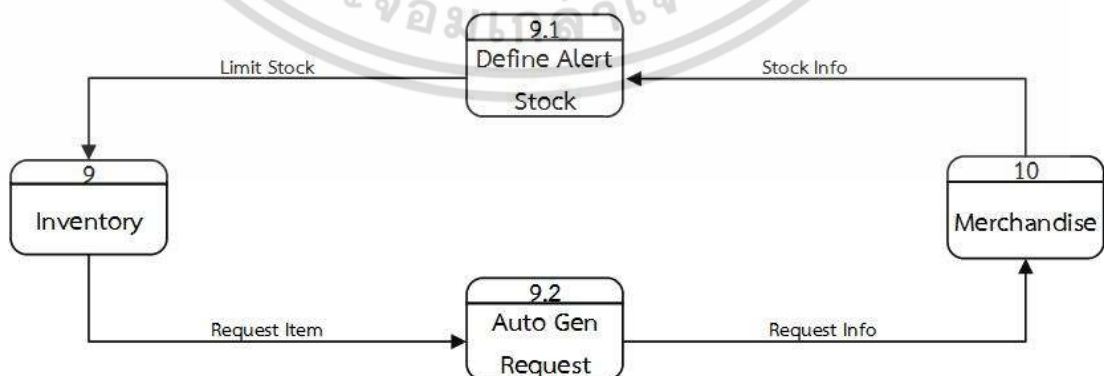 9.1
Define Alert
Stock
Limit Stock
Stock Info
9
Inventory
10
Merchandise
9.2
Auto Gen
Request
Request Item
Request Info